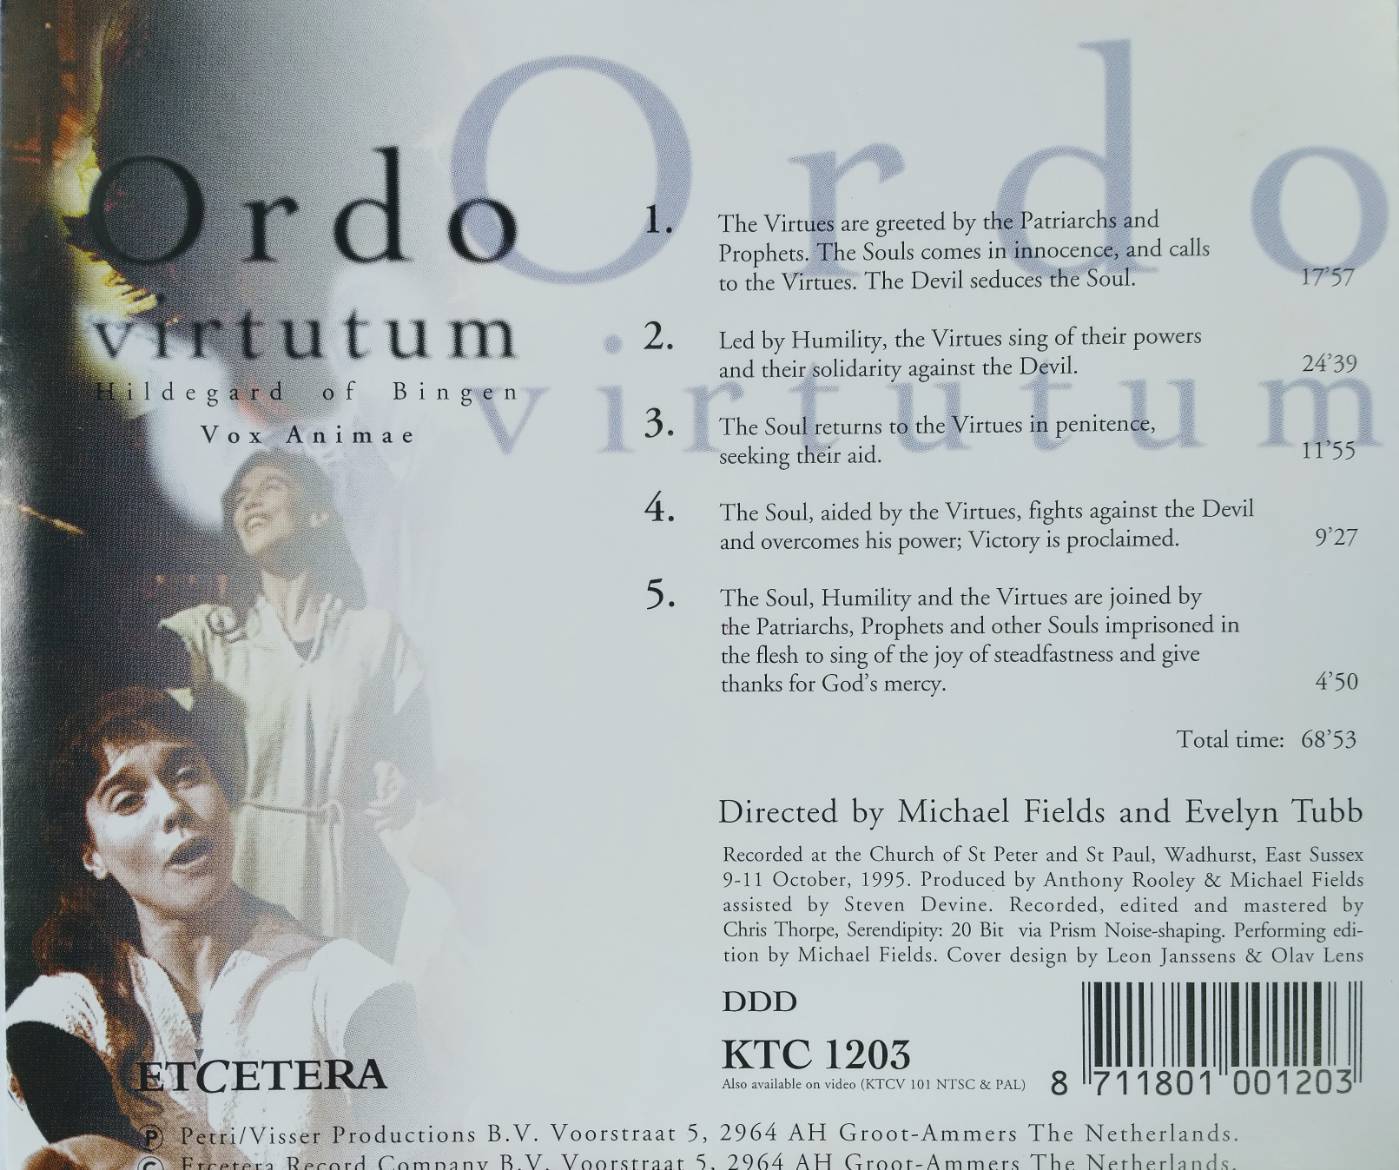 Ordo
virtutum
Ordo
virtutum
Hildegard of Bingen
Vox Animae
1. The Virtues are greeted by the Patriarchs and
Prophets. The Souls comes in innocence, and calls
to the Virtues. The Devil seduces the Soul. 17'57
2. Led by Humility, the Virtues sing of their powers
and their solidarity against the Devil. 24'39
3. The Soul returns to the Virtues in penitence,
seeking their aid. 11'55
4. The Soul, aided by the Virtues, fights against the Devil
and overcomes his power; Victory is proclaimed. 9'27
5. The Soul, Humility and the Virtues are joined by
the Patriarchs, Prophets and other Souls imprisoned in
the flesh to sing of the joy of steadfastness and give
thanks for God's mercy. 4'50
Total time: 68'53
Directed by Michael Fields and Evelyn Tubb
Recorded at the Church of St Peter and St Paul, Wadhurst, East Sussex
9-11 October, 1995. Produced by Anthony Rooley & Michael Fields
assisted by Steven Devine. Recorded, edited and mastered by
Chris Thorpe, Serendipity: 20 Bit via Prism Noise-shaping. Performing edi-
tion by Michael Fields. Cover design by Leon Janssens & Olav Lens
DDD
KTC 1203
Also available on video (KTCV 101 NTSC & PAL)
8 711801 001203
ETCETERA
℗ Petri/Visser Productions B.V. Voorstraat 5, 2964 AH Groot-Ammers The Netherlands.
© Etcetera Record Company B.V. Voorstraat 5, 2964 AH Groot-Ammers The Netherlands.